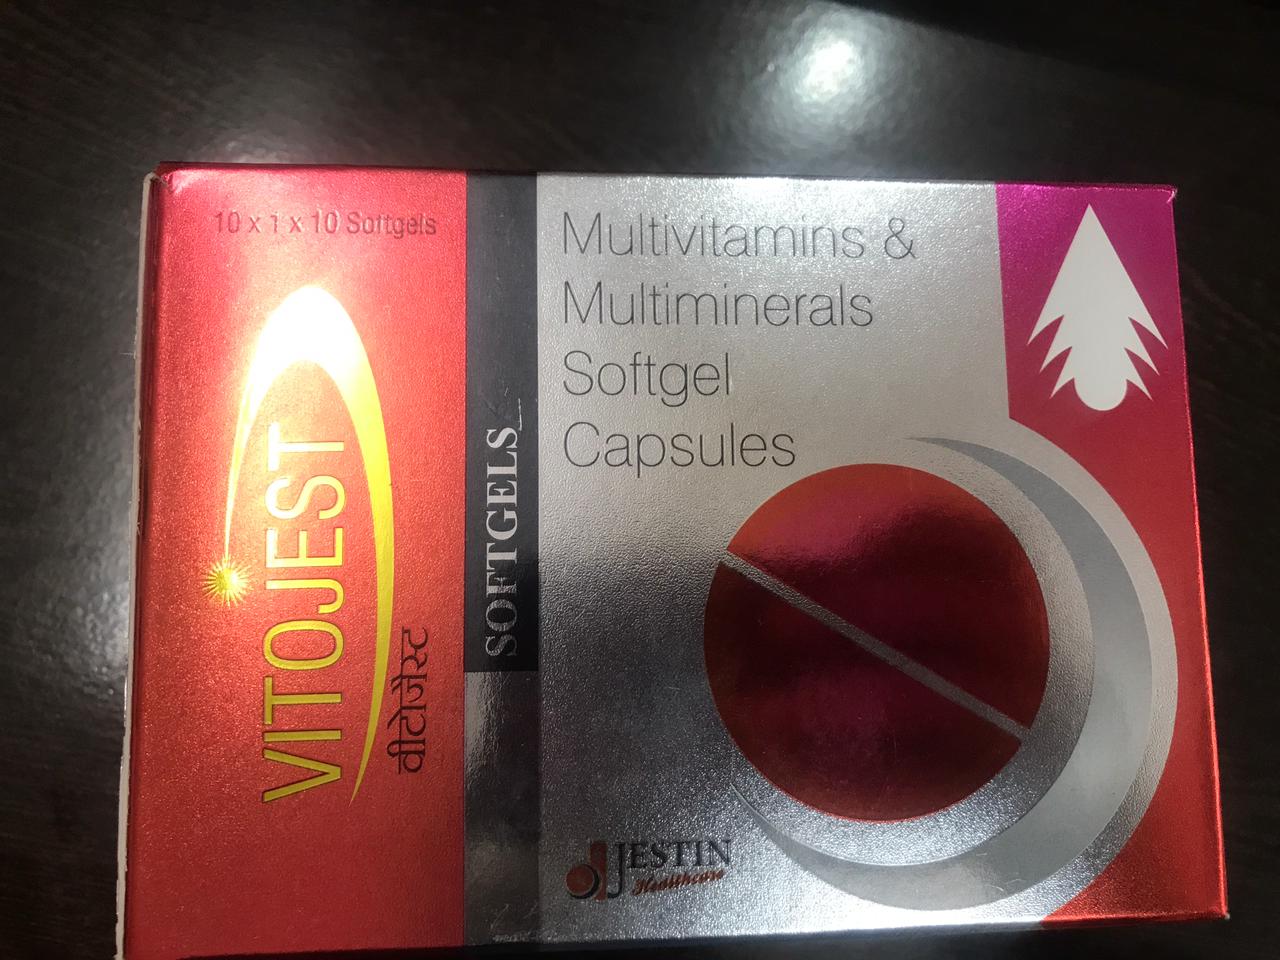 10 x 1 x 10 Softgels
VITOJEST
वीटोजेस्ट
SOFTGELS
Multivitamins &
Multiminerals
Softgel
Capsules
JESTIN
Healthcare